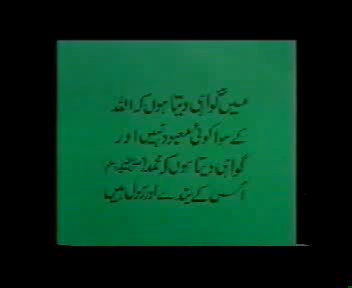 میں گواہی دیتا ہوں کہ اللہ
کے سوا کوئی معبود نہیں اور
گواہی دیتا ہوں کہ محمدؐ
اُس کے بندے اور رسول ہیں